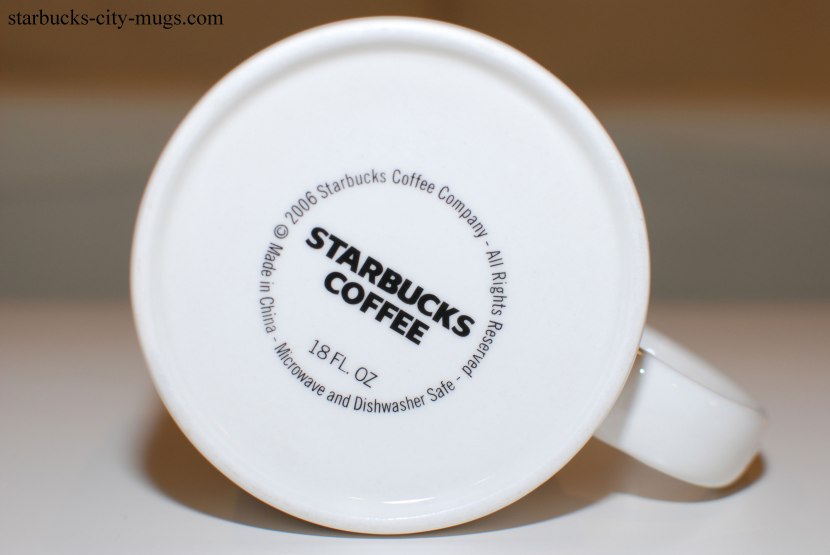 starbucks-city-mugs.com
© 2006 Starbucks Coffee Company - All Rights Reserved - Microwave and Dishwasher Safe - Made in China
STARBUCKS
COFFEE
18 FL. OZ